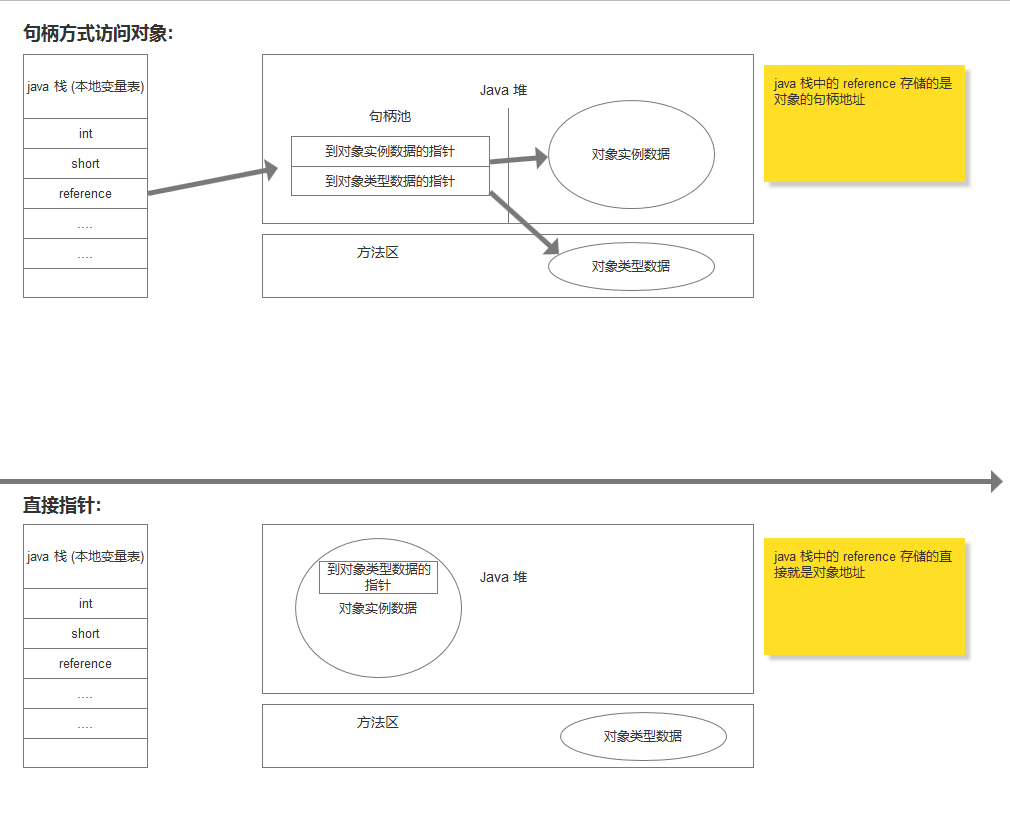 句柄方式访问对象:
java 栈 (本地变量表)
int
short
reference
....
....
Java 堆
句柄池
到对象实例数据的指针
到对象类型数据的指针
对象实例数据
方法区
对象类型数据
java 栈中的 reference 存储的是
对象的句柄地址
直接指针:
java 栈 (本地变量表)
int
short
reference
....
....
到对象类型数据的
指针
对象实例数据
Java 堆
方法区
对象类型数据
java 栈中的 reference 存储的直
接就是对象地址